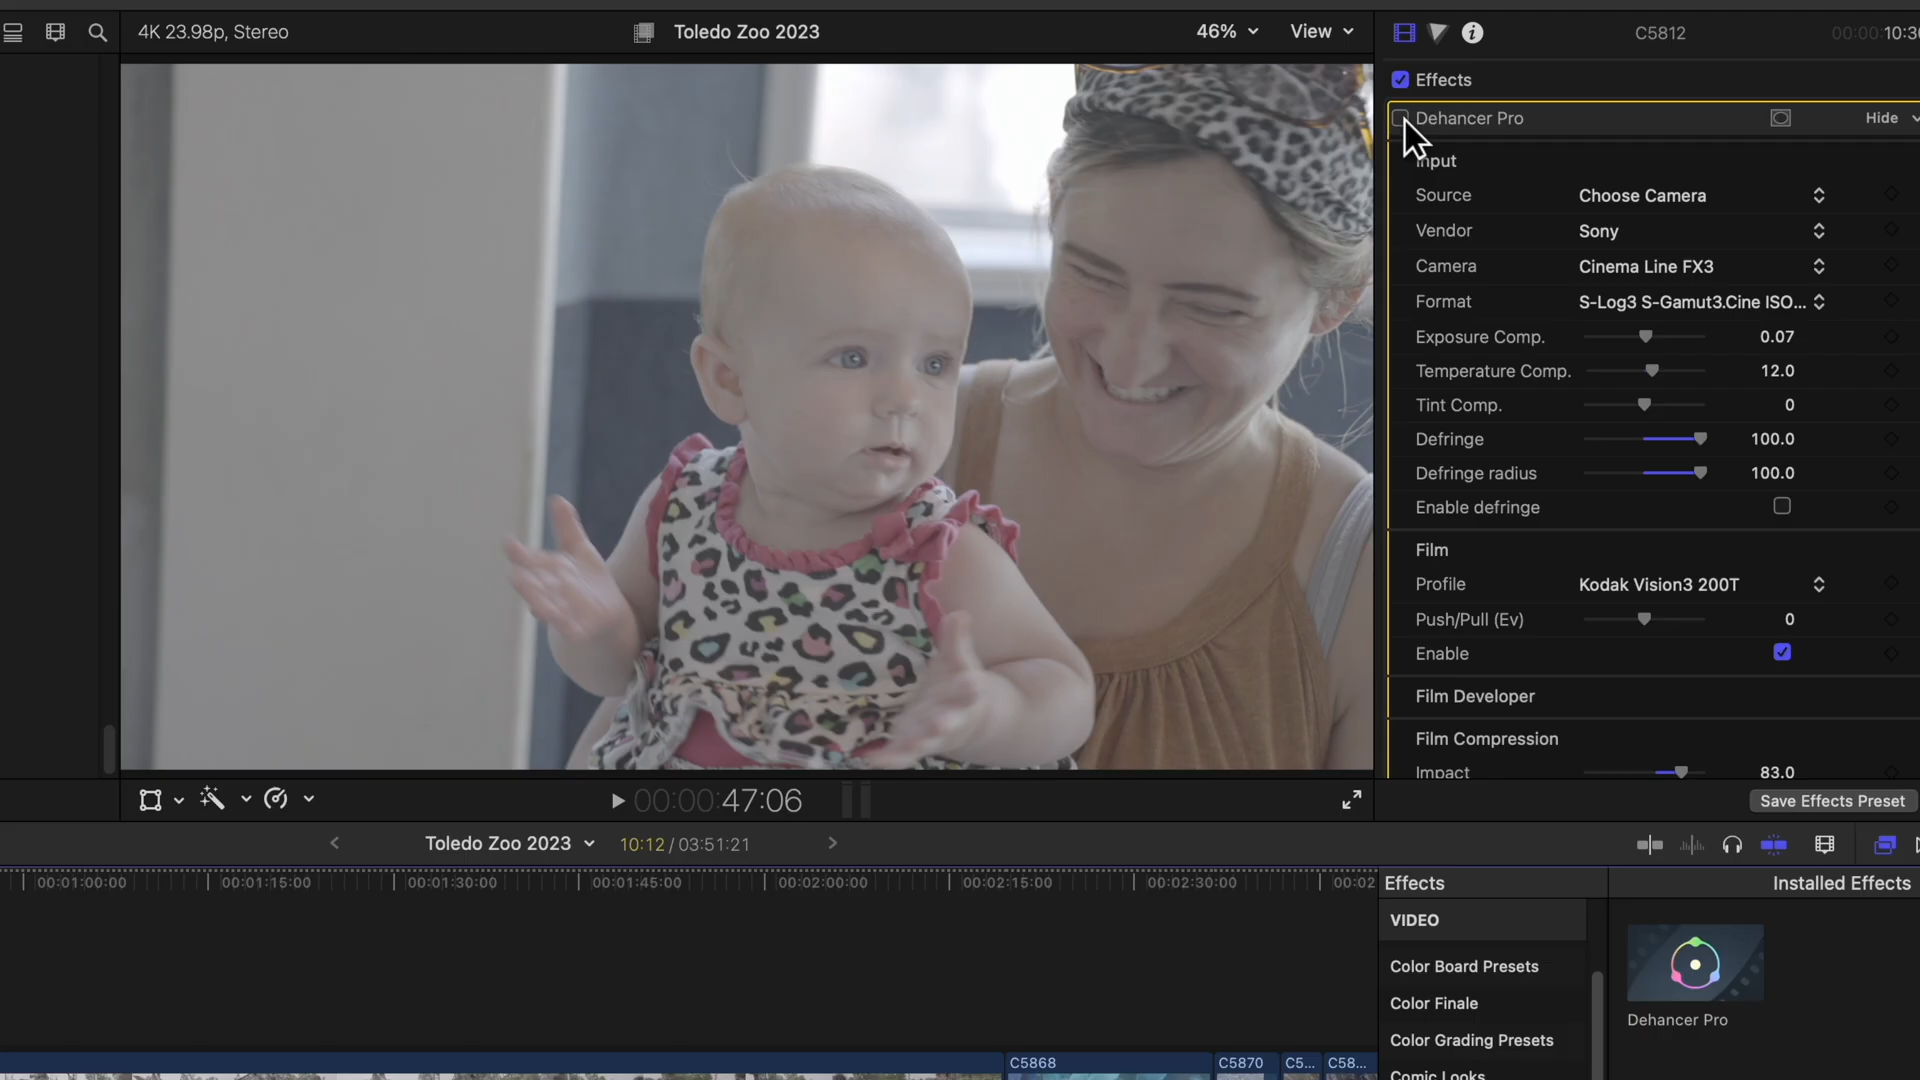 4K 23.98p, Stereo
Toledo Zoo 2023
46%
View
C5812
00:00:10:3
Effects
Dehancer Pro
Hide
Input
Source Choose Camera
Vendor Sony
Camera Cinema Line FX3
Format S-Log3 S-Gamut3.Cine ISO...
Exposure Comp. 0.07
Temperature Comp. 12.0
Tint Comp. 0
Defringe 100.0
Defringe radius 100.0
Enable defringe
Film
Profile Kodak Vision3 200T
Push/Pull (Ev) 0
Enable
Film Developer
Film Compression
Impact 83.0
Save Effects Preset
00:00:47:06
Toledo Zoo 2023
10:12 / 03:51:21
00:01:00:00 00:01:15:00 00:01:30:00 00:01:45:00 00:02:00:00 00:02:15:00 00:02:30:00 00:02
Effects
Installed Effects
VIDEO
Color Board Presets
Color Finale
Color Grading Presets
Comic Looks
Dehancer Pro
C5868 C5870 C5... C58...